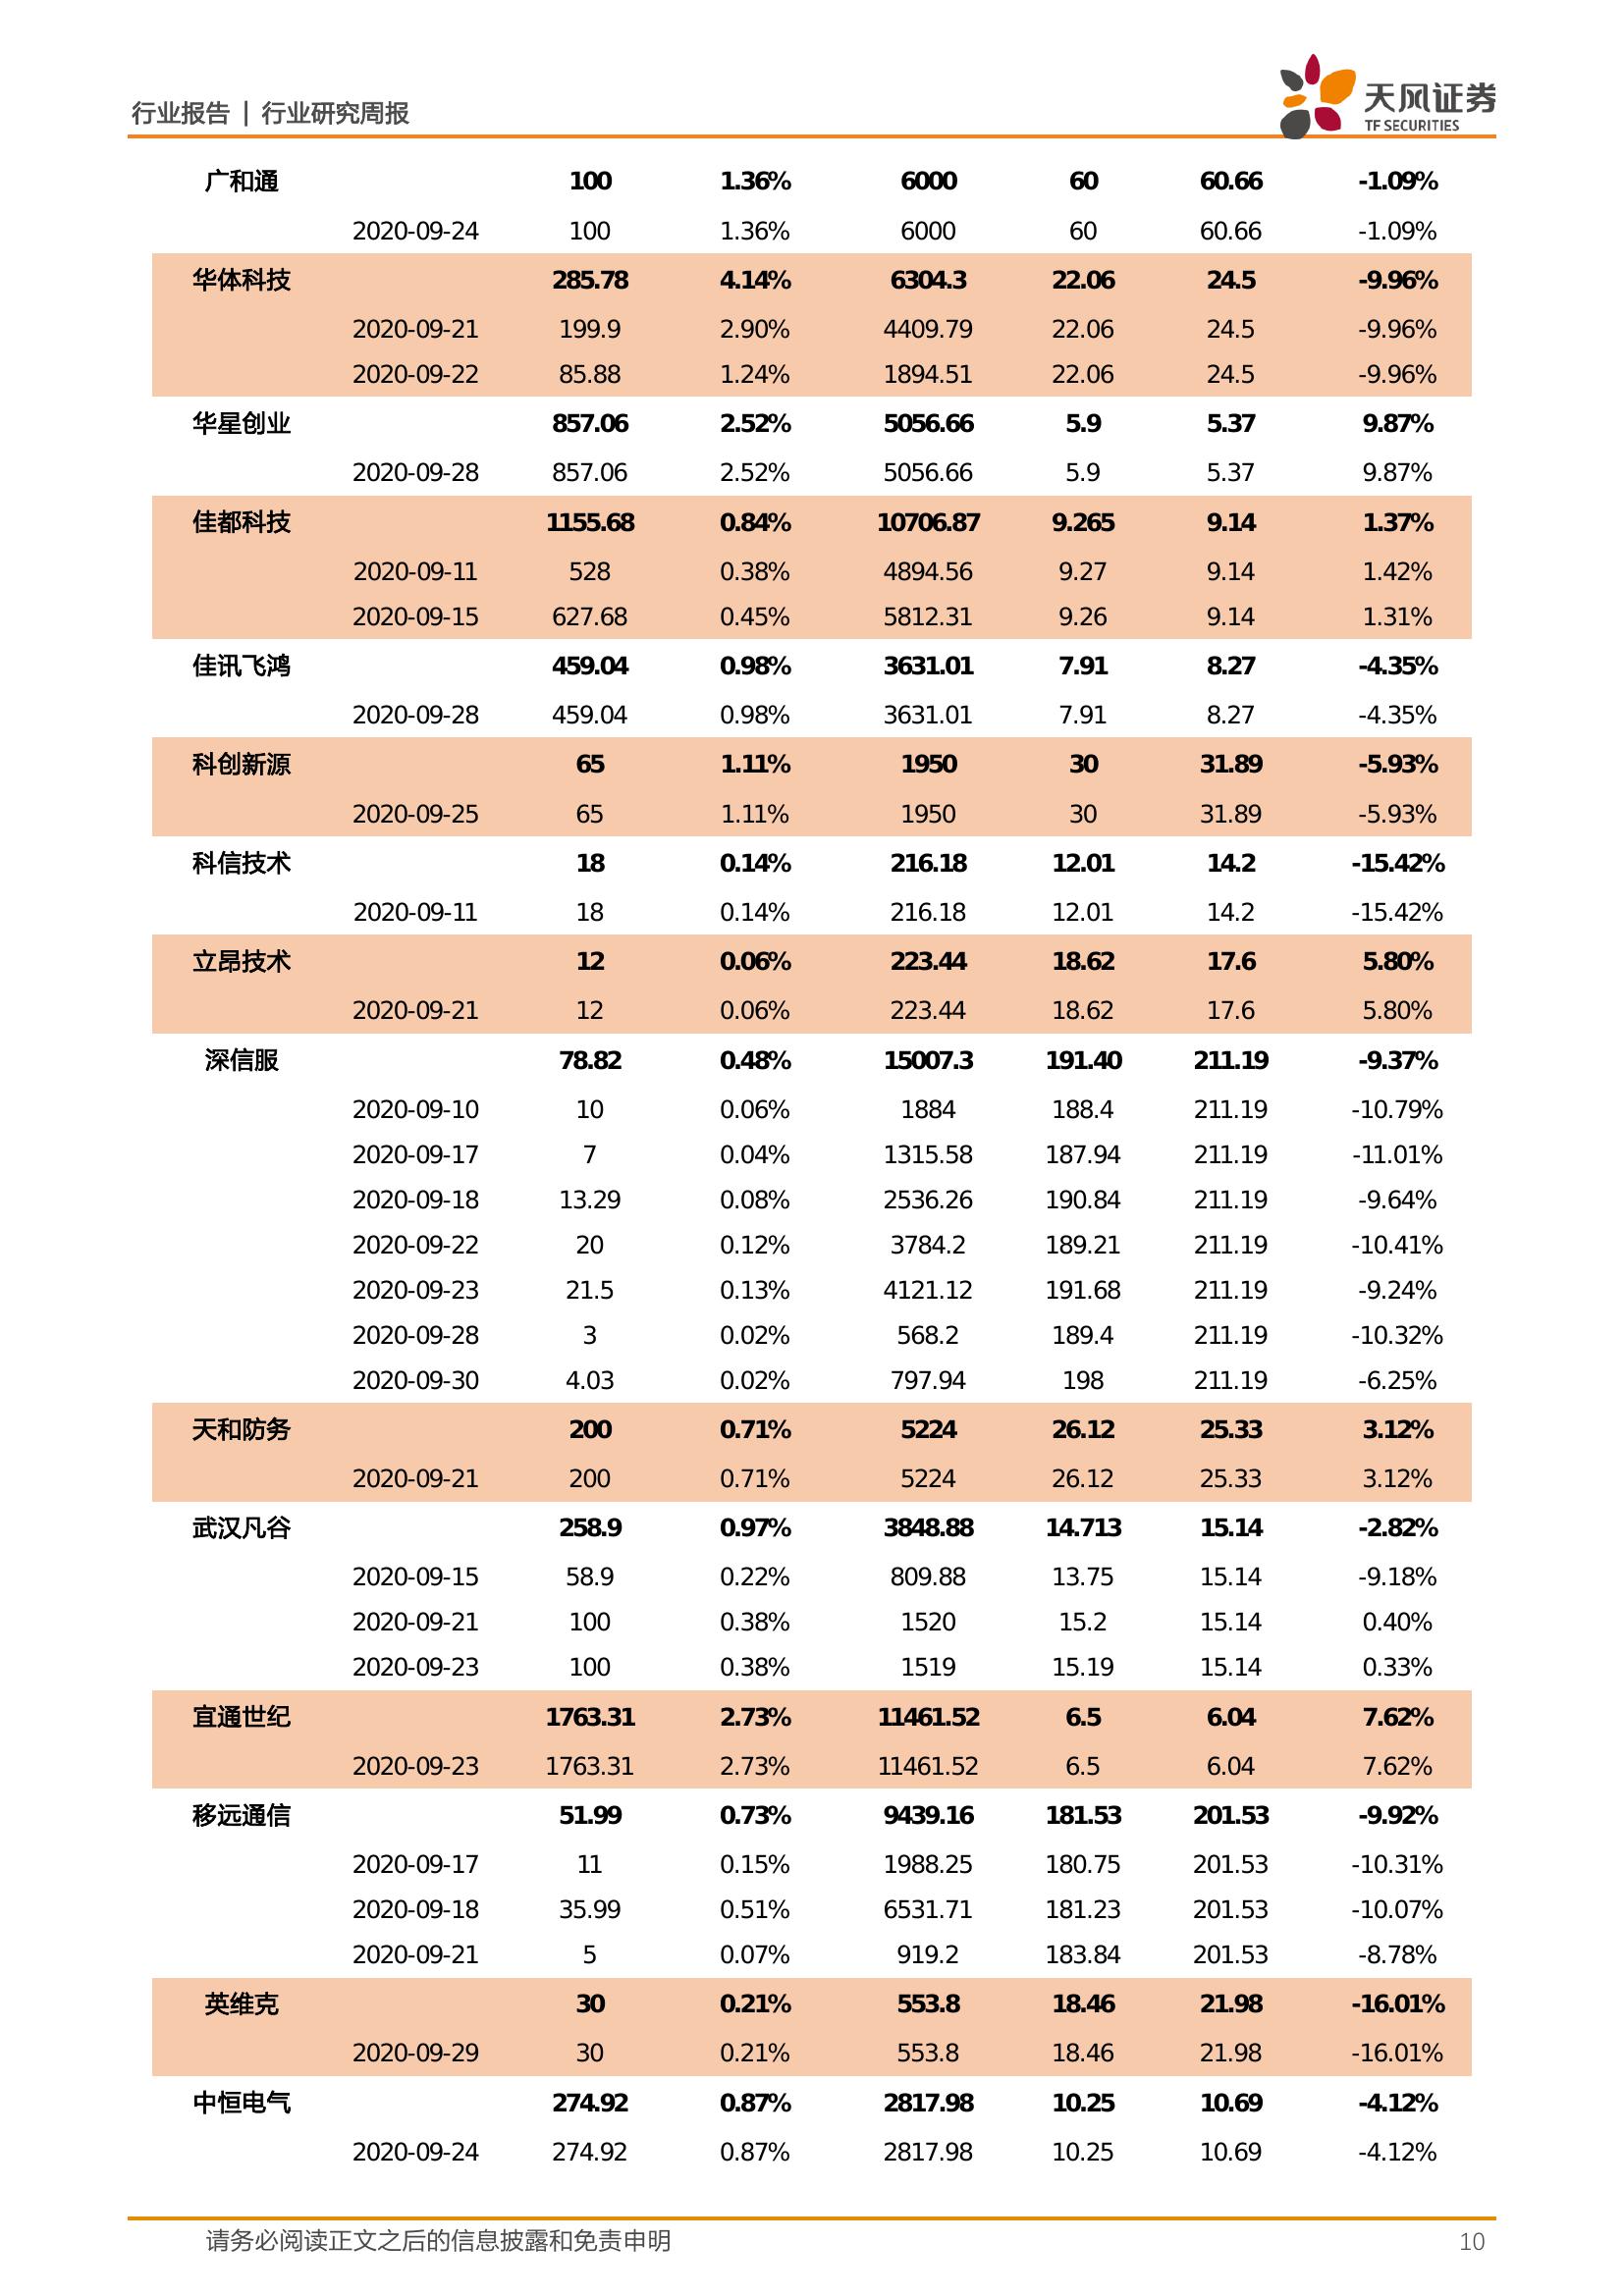 行业报告 | 行业研究周报
天风证券
TF SECURITIES
广和通 100 1.36% 6000 60 60.66 -1.09%
2020-09-24 100 1.36% 6000 60 60.66 -1.09%
华体科技 285.78 4.14% 6304.3 22.06 24.5 -9.96%
2020-09-21 199.9 2.90% 4409.79 22.06 24.5 -9.96%
2020-09-22 85.88 1.24% 1894.51 22.06 24.5 -9.96%
华星创业 857.06 2.52% 5056.66 5.9 5.37 9.87%
2020-09-28 857.06 2.52% 5056.66 5.9 5.37 9.87%
佳都科技 1155.68 0.84% 10706.87 9.265 9.14 1.37%
2020-09-11 528 0.38% 4894.56 9.27 9.14 1.42%
2020-09-15 627.68 0.45% 5812.31 9.26 9.14 1.31%
佳讯飞鸿 459.04 0.98% 3631.01 7.91 8.27 -4.35%
2020-09-28 459.04 0.98% 3631.01 7.91 8.27 -4.35%
科创新源 65 1.11% 1950 30 31.89 -5.93%
2020-09-25 65 1.11% 1950 30 31.89 -5.93%
科信技术 18 0.14% 216.18 12.01 14.2 -15.42%
2020-09-11 18 0.14% 216.18 12.01 14.2 -15.42%
立昂技术 12 0.06% 223.44 18.62 17.6 5.80%
2020-09-21 12 0.06% 223.44 18.62 17.6 5.80%
深信服 78.82 0.48% 15007.3 191.40 211.19 -9.37%
2020-09-10 10 0.06% 1884 188.4 211.19 -10.79%
2020-09-17 7 0.04% 1315.58 187.94 211.19 -11.01%
2020-09-18 13.29 0.08% 2536.26 190.84 211.19 -9.64%
2020-09-22 20 0.12% 3784.2 189.21 211.19 -10.41%
2020-09-23 21.5 0.13% 4121.12 191.68 211.19 -9.24%
2020-09-28 3 0.02% 568.2 189.4 211.19 -10.32%
2020-09-30 4.03 0.02% 797.94 198 211.19 -6.25%
天和防务 200 0.71% 5224 26.12 25.33 3.12%
2020-09-21 200 0.71% 5224 26.12 25.33 3.12%
武汉凡谷 258.9 0.97% 3848.88 14.713 15.14 -2.82%
2020-09-15 58.9 0.22% 809.88 13.75 15.14 -9.18%
2020-09-21 100 0.38% 1520 15.2 15.14 0.40%
2020-09-23 100 0.38% 1519 15.19 15.14 0.33%
宜通世纪 1763.31 2.73% 11461.52 6.5 6.04 7.62%
2020-09-23 1763.31 2.73% 11461.52 6.5 6.04 7.62%
移远通信 51.99 0.73% 9439.16 181.53 201.53 -9.92%
2020-09-17 11 0.15% 1988.25 180.75 201.53 -10.31%
2020-09-18 35.99 0.51% 6531.71 181.23 201.53 -10.07%
2020-09-21 5 0.07% 919.2 183.84 201.53 -8.78%
英维克 30 0.21% 553.8 18.46 21.98 -16.01%
2020-09-29 30 0.21% 553.8 18.46 21.98 -16.01%
中恒电气 274.92 0.87% 2817.98 10.25 10.69 -4.12%
2020-09-24 274.92 0.87% 2817.98 10.25 10.69 -4.12%
请务必阅读正文之后的信息披露和免责申明 10